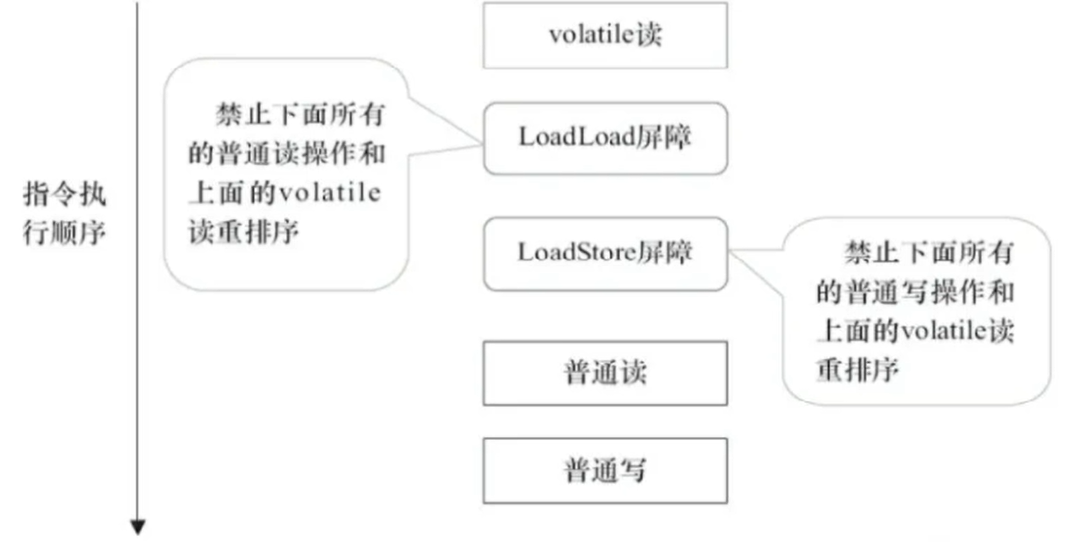 volatile读
禁止下面所有
的普通读操作和
上面的volatile
读重排序
LoadLoad屏障
指令执
行顺序
LoadStore屏障
禁止下面所有
的普通写操作和
上面的volatile读
重排序
普通读
普通写